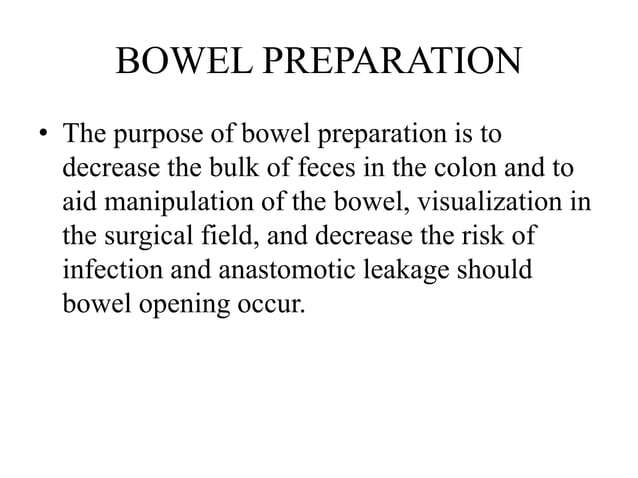 BOWEL PREPARATION
• The purpose of bowel preparation is to
decrease the bulk of feces in the colon and to
aid manipulation of the bowel, visualization in
the surgical field, and decrease the risk of
infection and anastomotic leakage should
bowel opening occur.